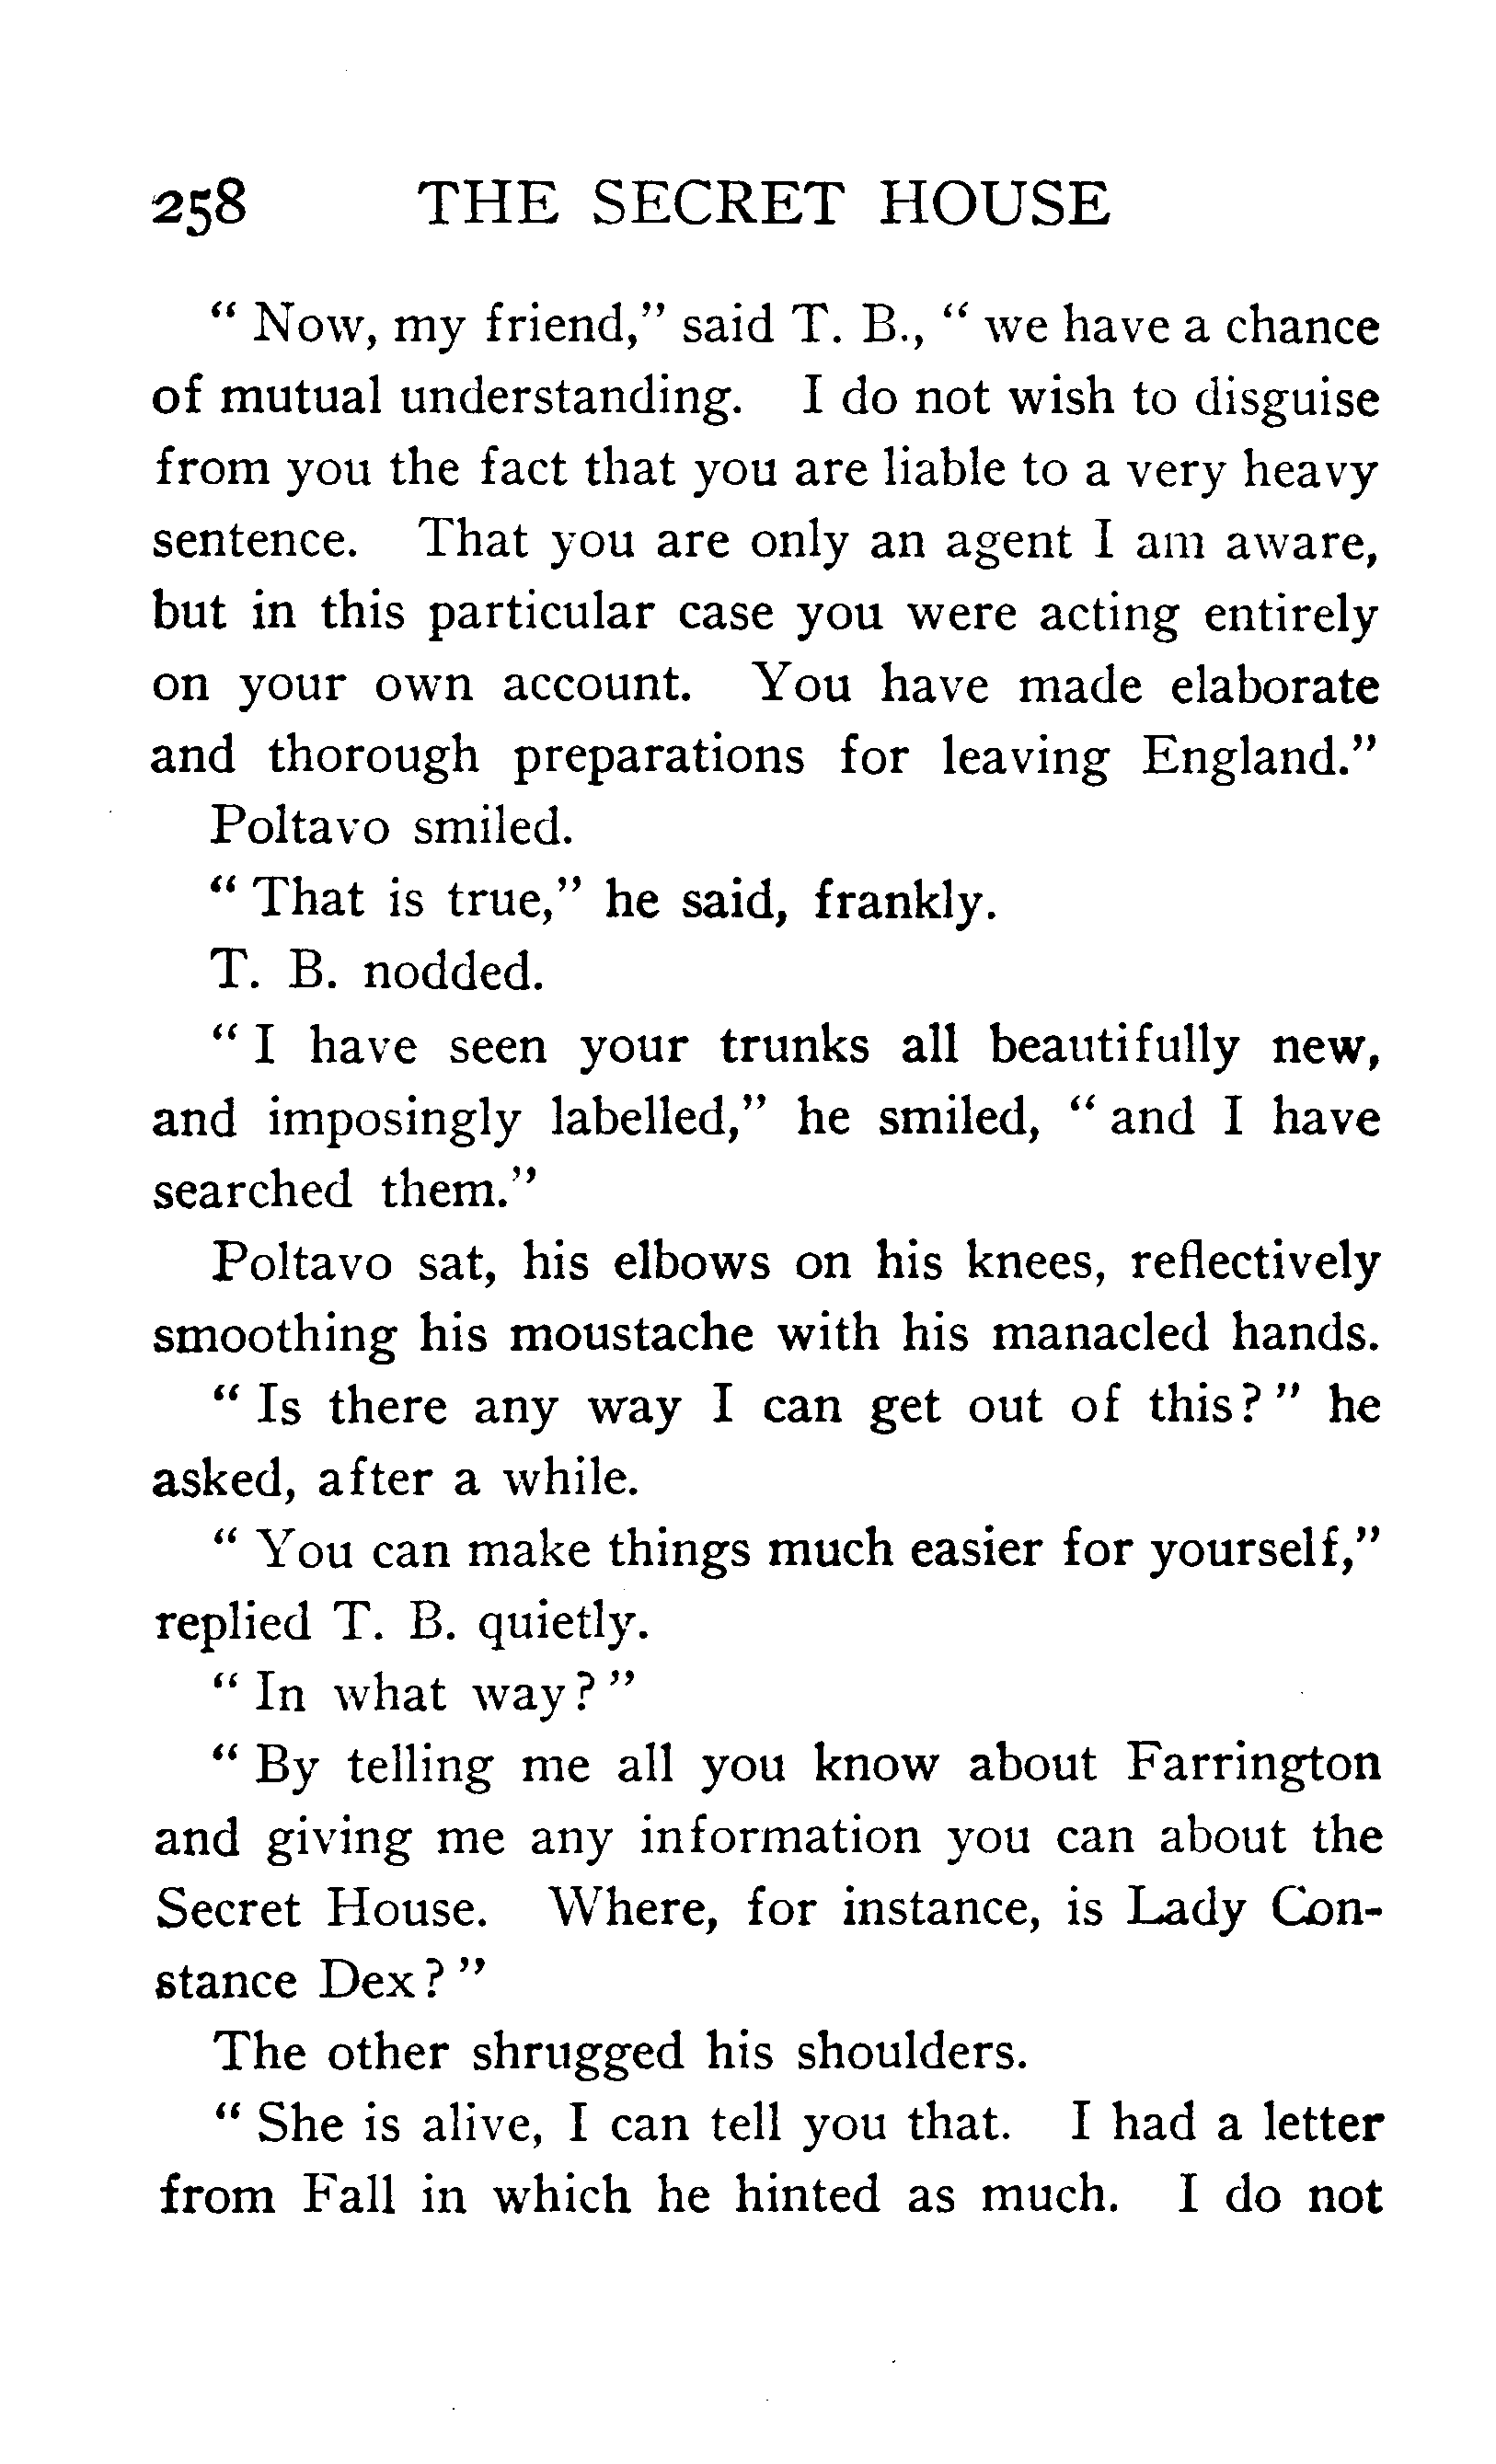 258 THE SECRET HOUSE
“ Now, my friend,” said T. B., “ we have a chance
of mutual understanding. I do not wish to disguise
from you the fact that you are liable to a very heavy
sentence. That you are only an agent I am aware,
but in this particular case you were acting entirely
on your own account. You have made elaborate
and thorough preparations for leaving England.”
Poltavo smiled.
“ That is true,” he said, frankly.
T. B. nodded.
“ I have seen your trunks all beautifully new,
and imposingly labelled,” he smiled, “ and I have
searched them.”
Poltavo sat, his elbows on his knees, reflectively
smoothing his moustache with his manacled hands.
“ Is there any way I can get out of this? ” he
asked, after a while.
“ You can make things much easier for yourself,”
replied T. B. quietly.
“ In what way? ”
“ By telling me all you know about Farrington
and giving me any information you can about the
Secret House. Where, for instance, is Lady Con-
stance Dex? ”
The other shrugged his shoulders.
“ She is alive, I can tell you that. I had a letter
from Fall in which he hinted as much. I do not